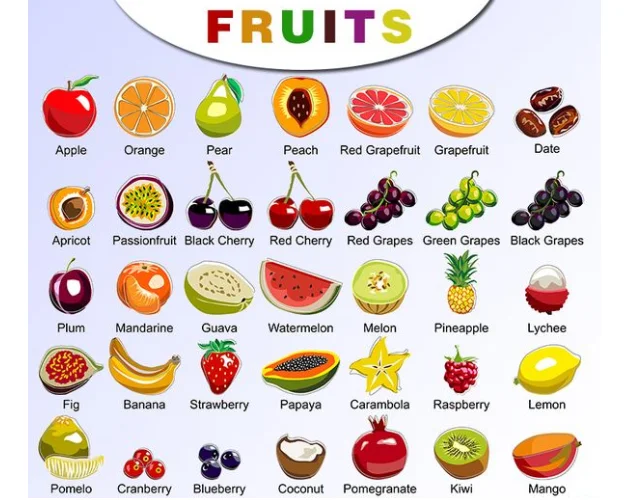 FRUITS
Apple Orange Pear Peach Red Grapefruit Grapefruit Date
Apricot Passionfruit Black Cherry Red Cherry Red Grapes Green Grapes Black Grapes
Plum Mandarine Guava Watermelon Melon Pineapple Lychee
Fig Banana Strawberry Papaya Carambola Raspberry Lemon
Pomelo Cranberry Blueberry Coconut Pomegranate Kiwi Mango